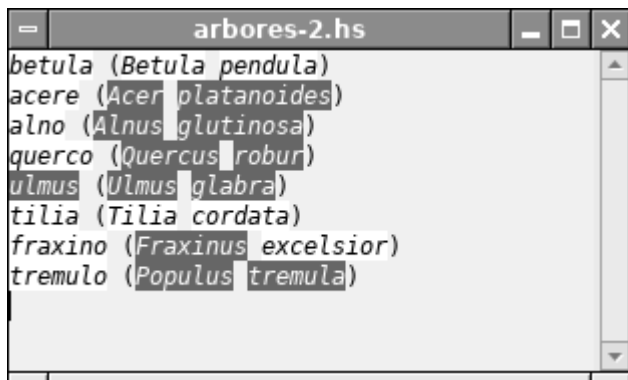 arbores-2.hs
betula (Betula pendula)
acere (Acer platanoides)
alno (Alnus glutinosa)
querco (Quercus robur)
ulmus (Ulmus glabra)
tilia (Tilia cordata)
fraxino (Fraxinus excelsior)
tremulo (Populus tremula)